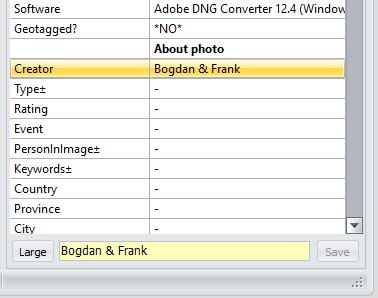 Software Adobe DNG Converter 12.4 (Window
Geotagged? *NO*
About photo
Creator Bogdan & Frank
Type± -
Rating -
Event -
PersonInImage± -
Keywords± -
Country -
Province -
City -
Large Bogdan & Frank Save